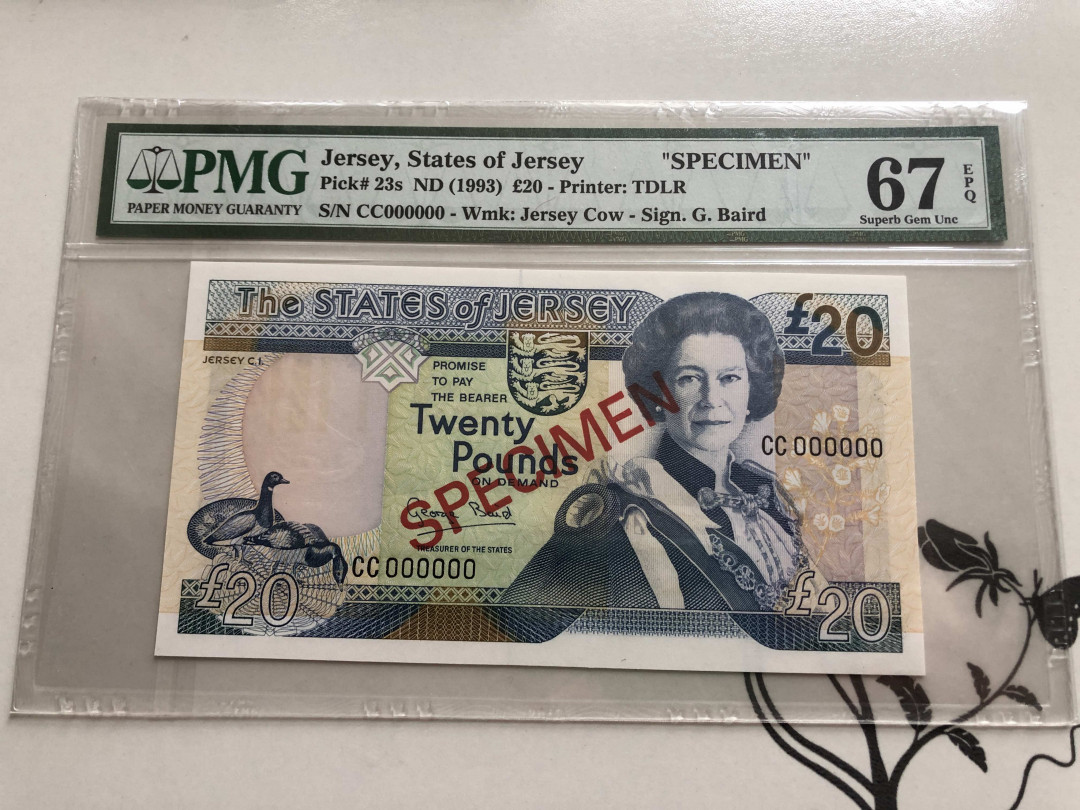 PMG
PAPER MONEY GUARANTY
Jersey, States of Jersey "SPECIMEN"
Pick# 23s ND (1993) £20 - Printer: TDLR
S/N CC000000 - Wmk: Jersey Cow - Sign. G. Baird
67
EPQ
Superb Gem Unc
The STATES of JERSEY
£20
JERSEY C.I.
PROMISE
TO PAY
THE BEARER
Twenty
Pounds
ON DEMAND
SPECIMEN
CC 000000
George Baird
TREASURER OF THE STATES
CC 000000
£20
£20